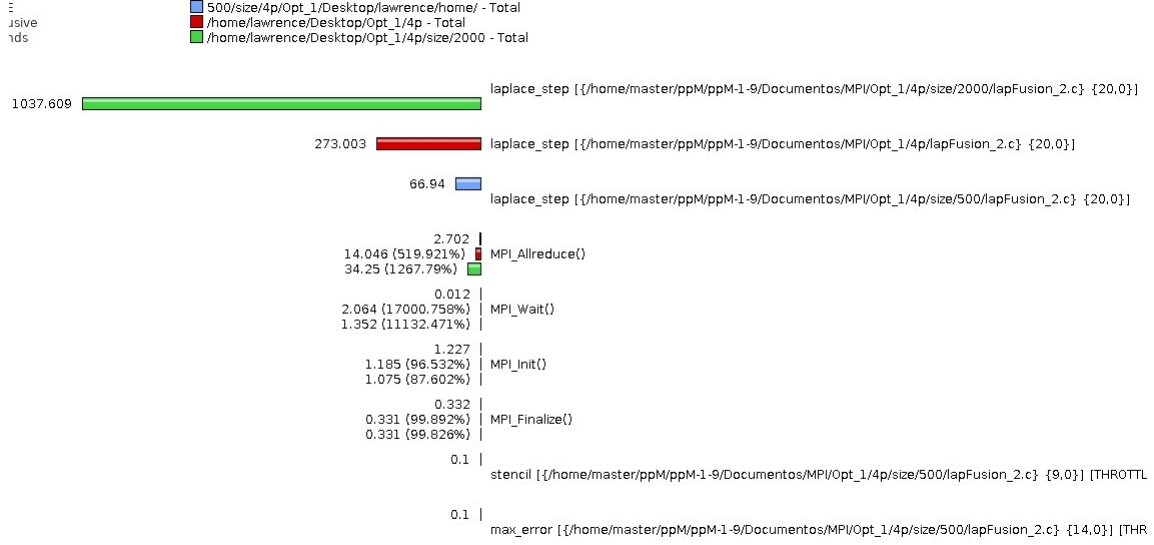 500/size/4p/Opt_1/Desktop/lawrence/home/ - Total
usive /home/lawrence/Desktop/Opt_1/4p - Total
nds /home/lawrence/Desktop/Opt_1/4p/size/2000 - Total
laplace_step [{/home/master/ppM/ppM-1-9/Documentos/MPI/Opt_1/4p/size/2000/lapFusion_2.c} {20,0}]
1037.609
273.003 laplace_step [{/home/master/ppM/ppM-1-9/Documentos/MPI/Opt_1/4p/lapFusion_2.c} {20,0}]
66.94
laplace_step [{/home/master/ppM/ppM-1-9/Documentos/MPI/Opt_1/4p/size/500/lapFusion_2.c} {20,0}]
2.702
14.046 (519.921%) MPI_Allreduce()
34.25 (1267.79%)
0.012
2.064 (17000.758%) MPI_Wait()
1.352 (11132.471%)
1.227
1.185 (96.532%) MPI_Init()
1.075 (87.602%)
0.332
0.331 (99.892%) MPI_Finalize()
0.331 (99.826%)
0.1
stencil [{/home/master/ppM/ppM-1-9/Documentos/MPI/Opt_1/4p/size/500/lapFusion_2.c} {9,0}] [THROTTL
0.1
max_error [{/home/master/ppM/ppM-1-9/Documentos/MPI/Opt_1/4p/size/500/lapFusion_2.c} {14,0}] [THR